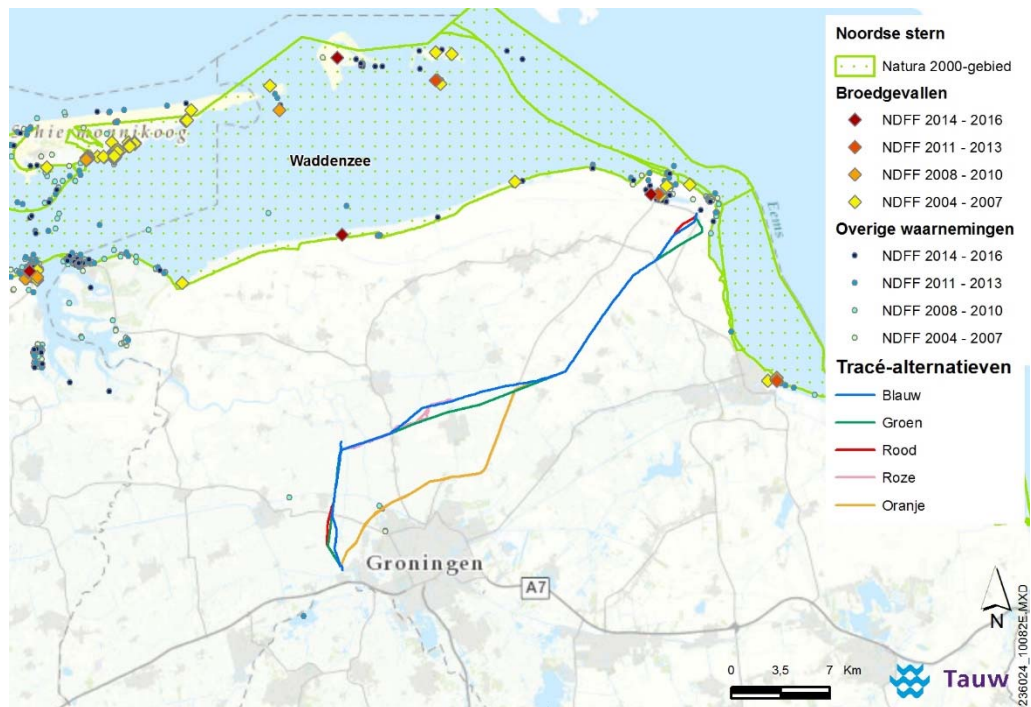 Noordse stern
Natura 2000-gebied
Broedgevallen
NDFF 2014 - 2016
NDFF 2011 - 2013
NDFF 2008 - 2010
NDFF 2004 - 2007
Overige waarnemingen
NDFF 2014 - 2016
NDFF 2011 - 2013
NDFF 2008 - 2010
NDFF 2004 - 2007
Tracé-alternatieven
Blauw
Groen
Rood
Roze
Oranje
Waddenzee
Eems
Groningen
A7
N
0 3,5 7 Km
Tauw